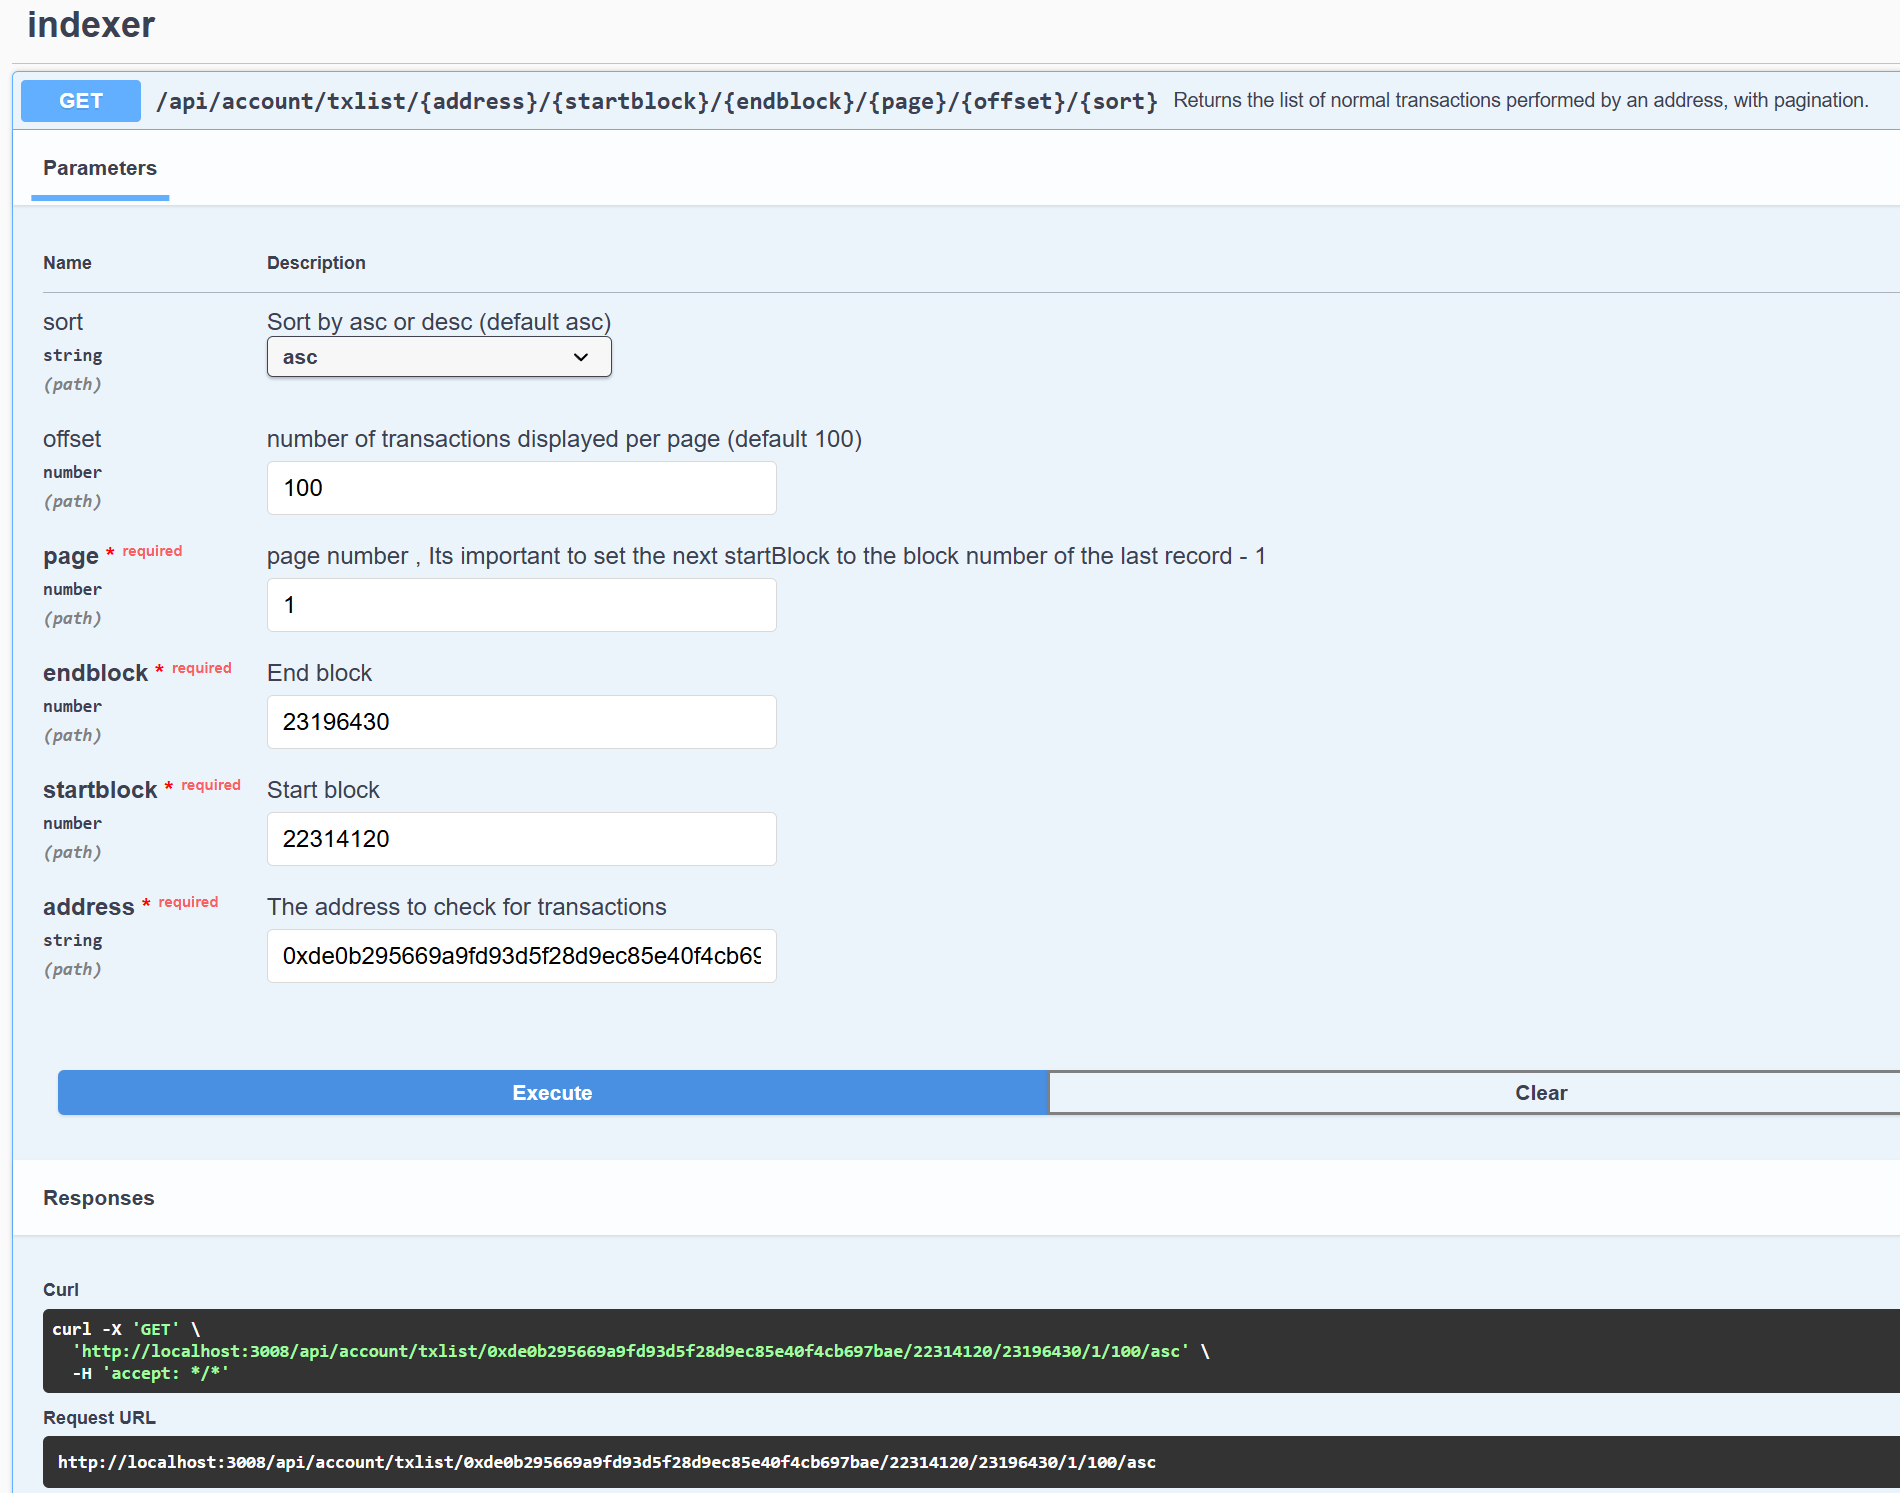 indexer
GET /api/account/txlist/{address}/{startblock}/{endblock}/{page}/{offset}/{sort} Returns the list of normal transactions performed by an address, with pagination.
Parameters
Name Description
sort Sort by asc or desc (default asc)
string asc
(path)
offset number of transactions displayed per page (default 100)
number 100
(path)
page * required page number , Its important to set the next startBlock to the block number of the last record - 1
number 1
(path)
endblock * required End block
number 23196430
(path)
startblock * required Start block
number 22314120
(path)
address * required The address to check for transactions
string 0xde0b295669a9fd93d5f28d9ec85e40f4cb69
(path)
Execute Clear
Responses
Curl
curl -X 'GET' \
'http://localhost:3008/api/account/txlist/0xde0b295669a9fd93d5f28d9ec85e40f4cb697bae/22314120/23196430/1/100/asc' \
-H 'accept: */*'
Request URL
http://localhost:3008/api/account/txlist/0xde0b295669a9fd93d5f28d9ec85e40f4cb697bae/22314120/23196430/1/100/asc